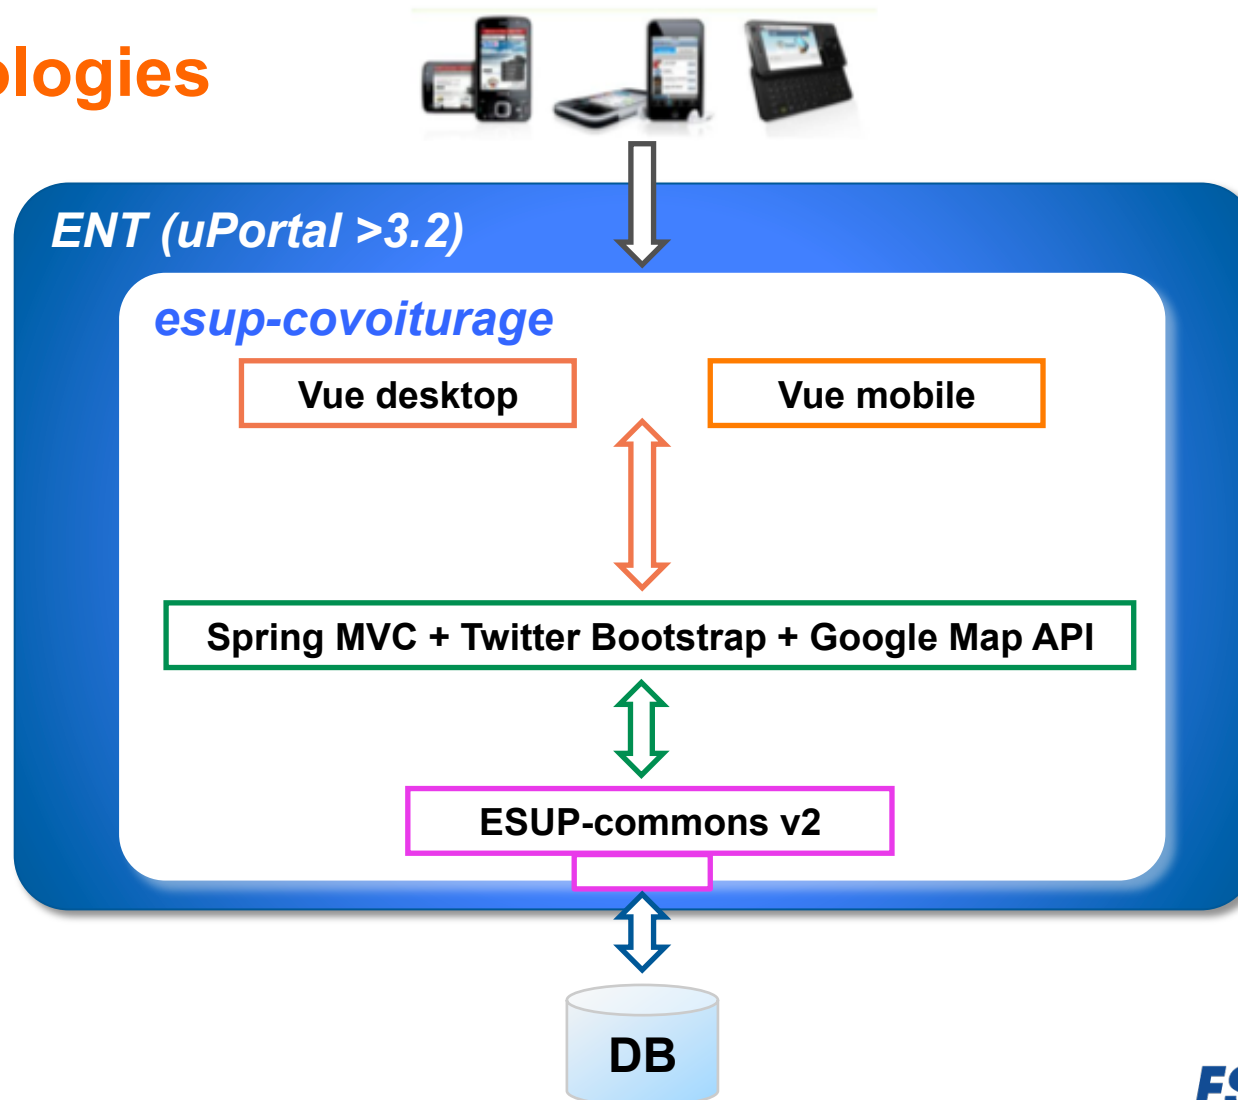 ologies
ENT (uPortal >3.2)
esup-covoiturage
Vue desktop
Vue mobile
Spring MVC + Twitter Bootstrap + Google Map API
ESUP-commons v2
DB
ES